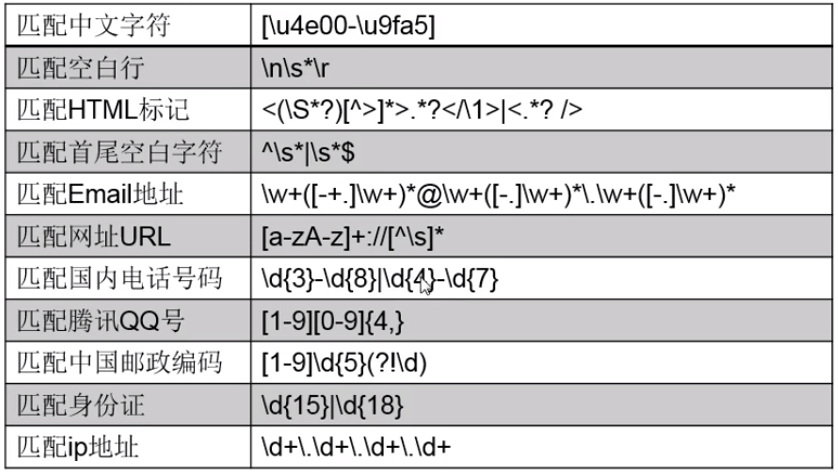 匹配中文字符 [\u4e00-\u9fa5]
匹配空白行 \n\s*\r
匹配HTML标记 <(\S*?)[^>]*>.*?</\1>|<.*? />
匹配首尾空白字符 ^\s*|\s*$
匹配Email地址 \w+([-+.]\w+)*@\w+([-.]\w+)*\.\w+([-.]\w+)*
匹配网址URL [a-zA-z]+://[^\s]*
匹配国内电话号码 \d{3}-\d{8}|\d{4}-\d{7}
匹配腾讯QQ号 [1-9][0-9]{4,}
匹配中国邮政编码 [1-9]\d{5}(?!\d)
匹配身份证 \d{15}|\d{18}
匹配ip地址 \d+\.\d+\.\d+\.\d+